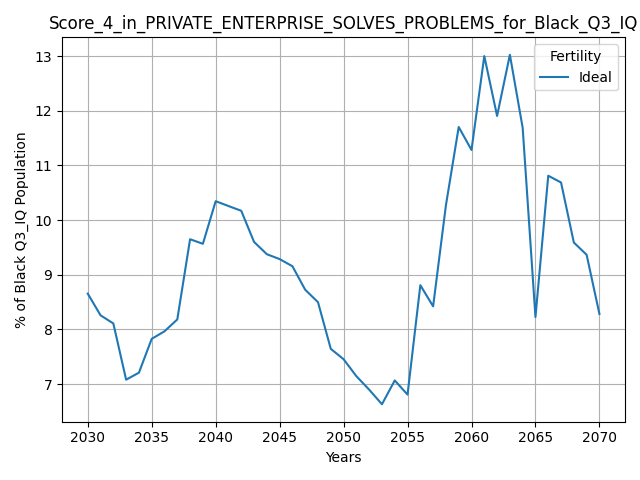 Score_4_in_PRIVATE_ENTERPRISE_SOLVES_PROBLEMS_for_Black_Q3_IQ
Fertility
Ideal
% of Black Q3_IQ Population
13
12
11
10
9
8
7
2030 2035 2040 2045 2050 2055 2060 2065 2070
Years